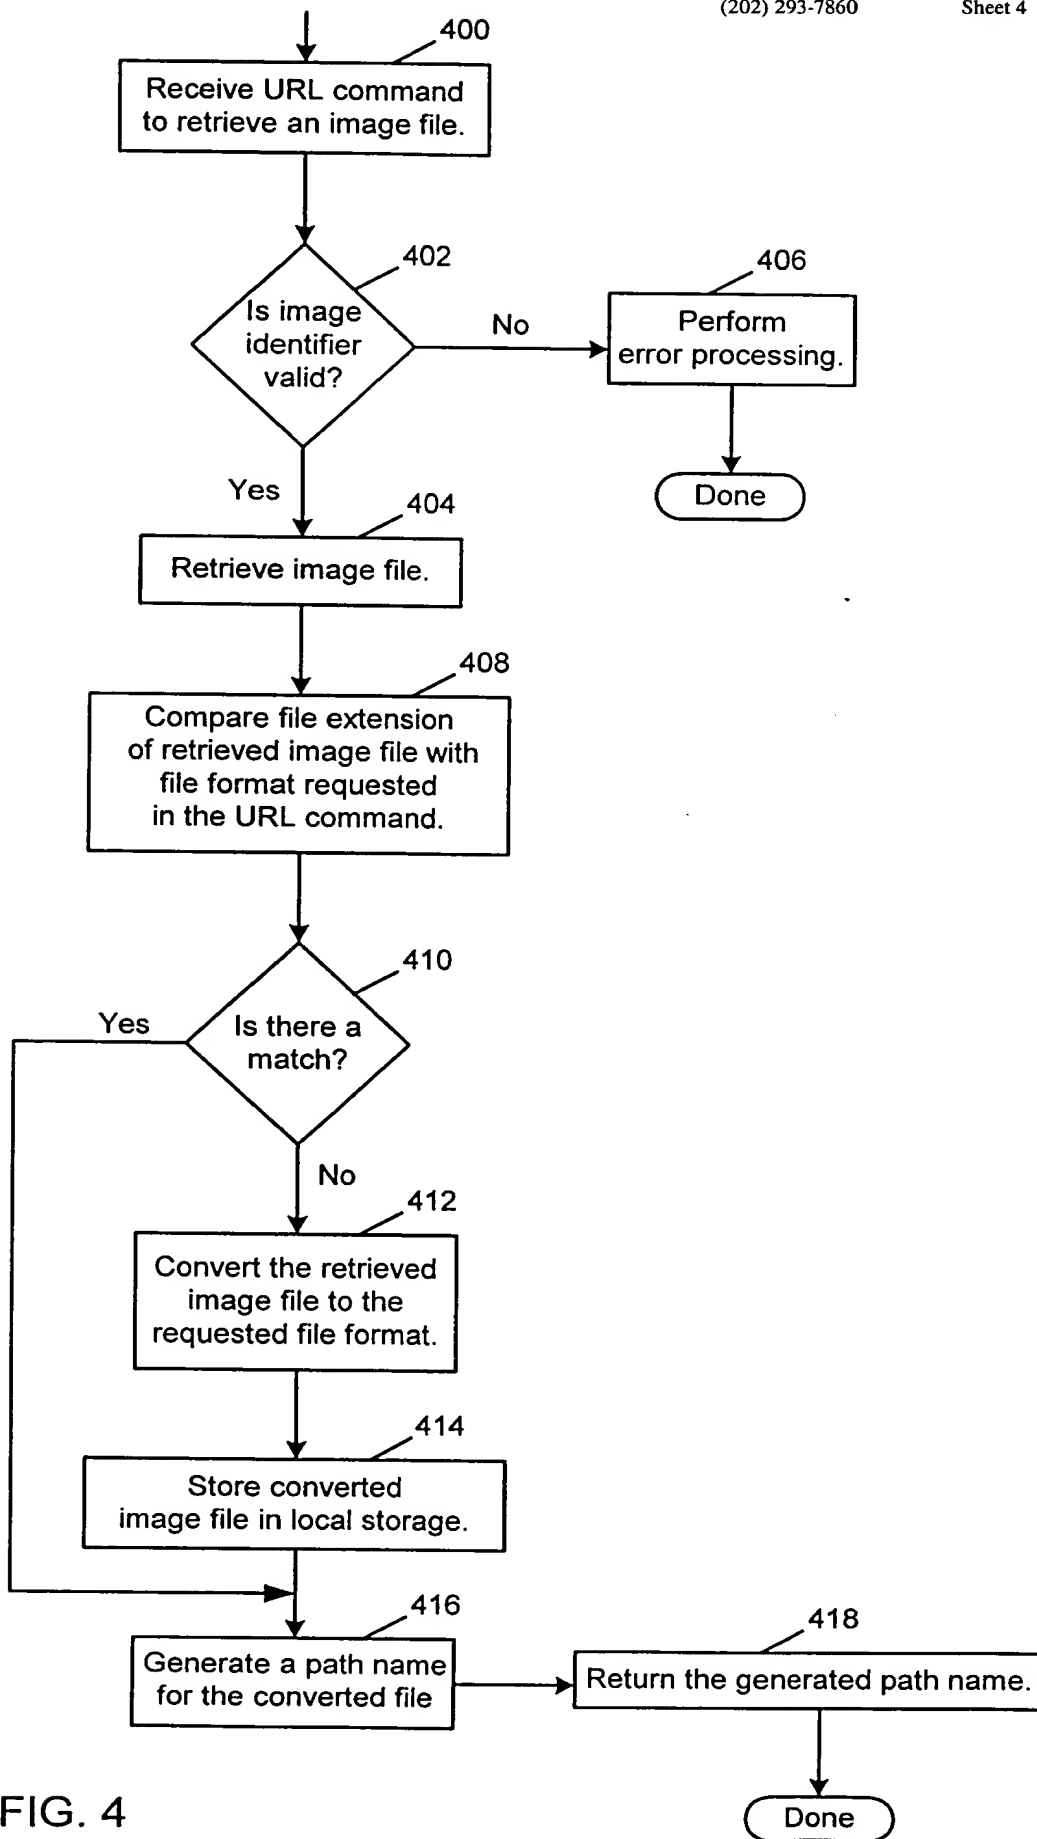 (202) 293-7860 Sheet 4
400
Receive URL command
to retrieve an image file.
402
Is image
identifier
valid?
No
406
Perform
error processing.
Done
Yes
404
Retrieve image file.
408
Compare file extension
of retrieved image file with
file format requested
in the URL command.
410
Is there a
match?
Yes
No
412
Convert the retrieved
image file to the
requested file format.
414
Store converted
image file in local storage.
416
Generate a path name
for the converted file
418
Return the generated path name.
Done
FIG. 4